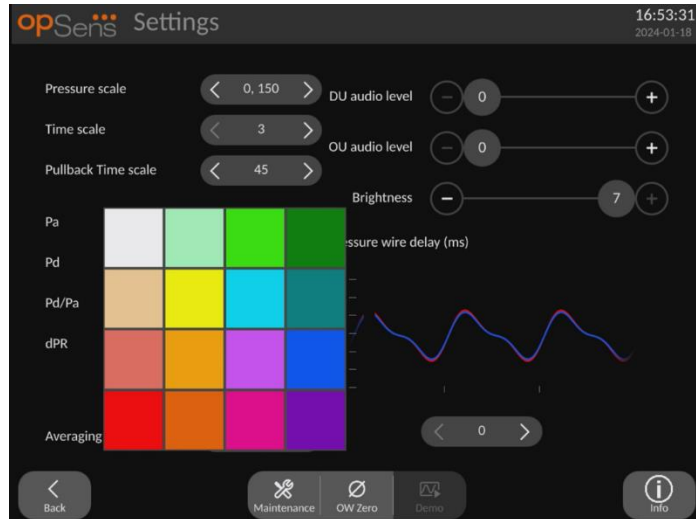 opSens Settings
16:53:31
2024-01-18
Pressure scale
0, 150
DU audio level
0
Time scale
3
OU audio level
0
Pullback Time scale
45
Brightness
7
Pa
Pd
Pd/Pa
dPR
Averaging
ssure wire delay (ms)
0
Back
Maintenance
OW Zero
Demo
Info